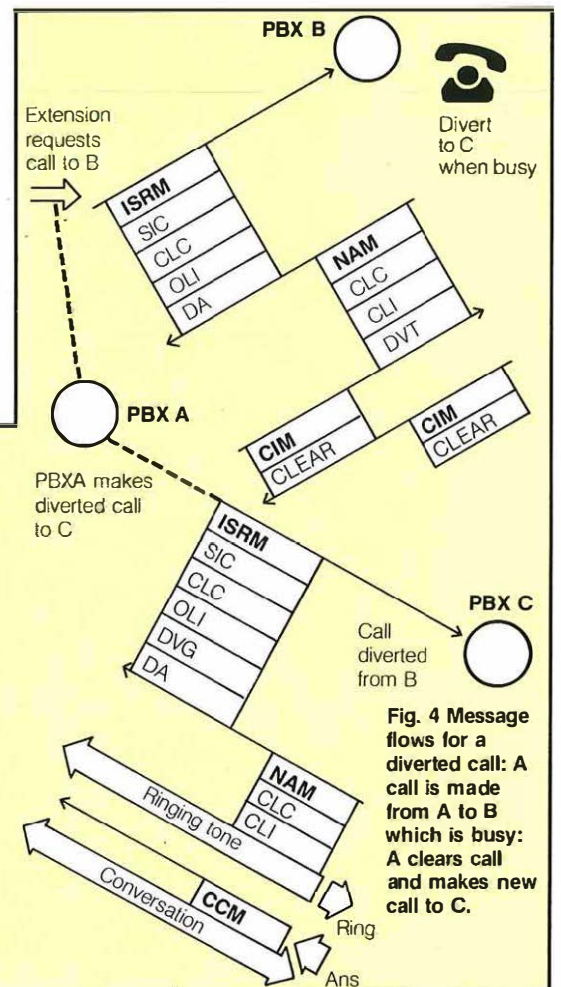 PBX B
Extension
requests
call to B
Divert
to C
when busy
ISRM
SIC
CLC
OLI
DA
NAM
CLC
CLI
DVT
CIM
CLEAR
CIM
CLEAR
PBX A
PBXA makes
diverted call
to C
ISRM
SIC
CLC
OLI
DVG
DA
PBX C
Call
diverted
from B
NAM
CLC
CLI
Ringing tone
Ring
CCM
Conversation
Ans
Fig. 4 Message
flows for a
diverted call: A
call is made
from A to B
which is busy:
A clears call
and makes new
call to C.